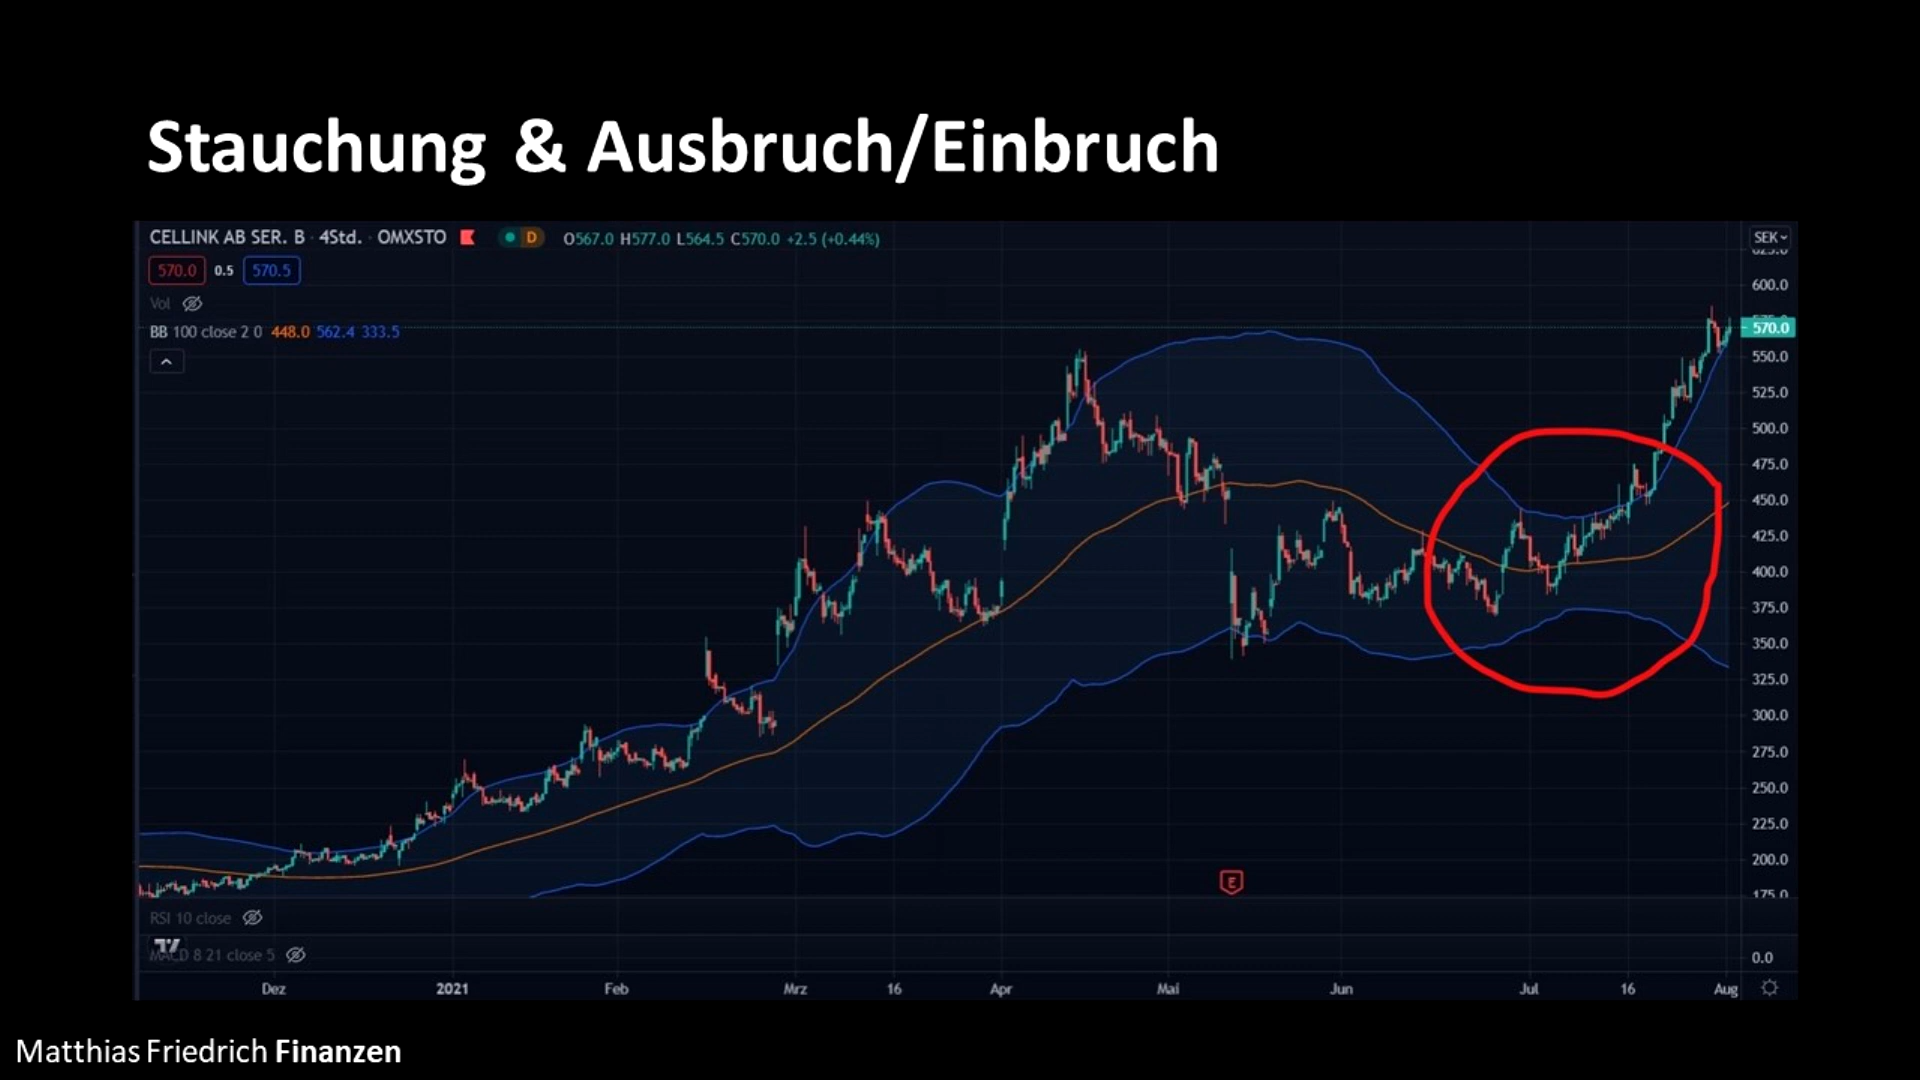 Stauchung & Ausbruch/Einbruch
CELLINK AB SER. B · 4Std. · OMXSTO D O567.0 H577.0 L564.5 C570.0 +2.5 (+0.44%) SEK
570.0 0.5 570.5
Vol
BB 100 close 2 0 448.0 562.4 333.5
625.0
600.0
570.0
550.0
525.0
500.0
475.0
450.0
425.0
400.0
375.0
350.0
325.0
300.0
275.0
250.0
225.0
200.0
175.0
E
RSI 10 close
MACD 8 21 close 5
0.0
Dez 2021 Feb Mrz 16 Apr Mai Jun Jul 16 Aug
Matthias Friedrich Finanzen